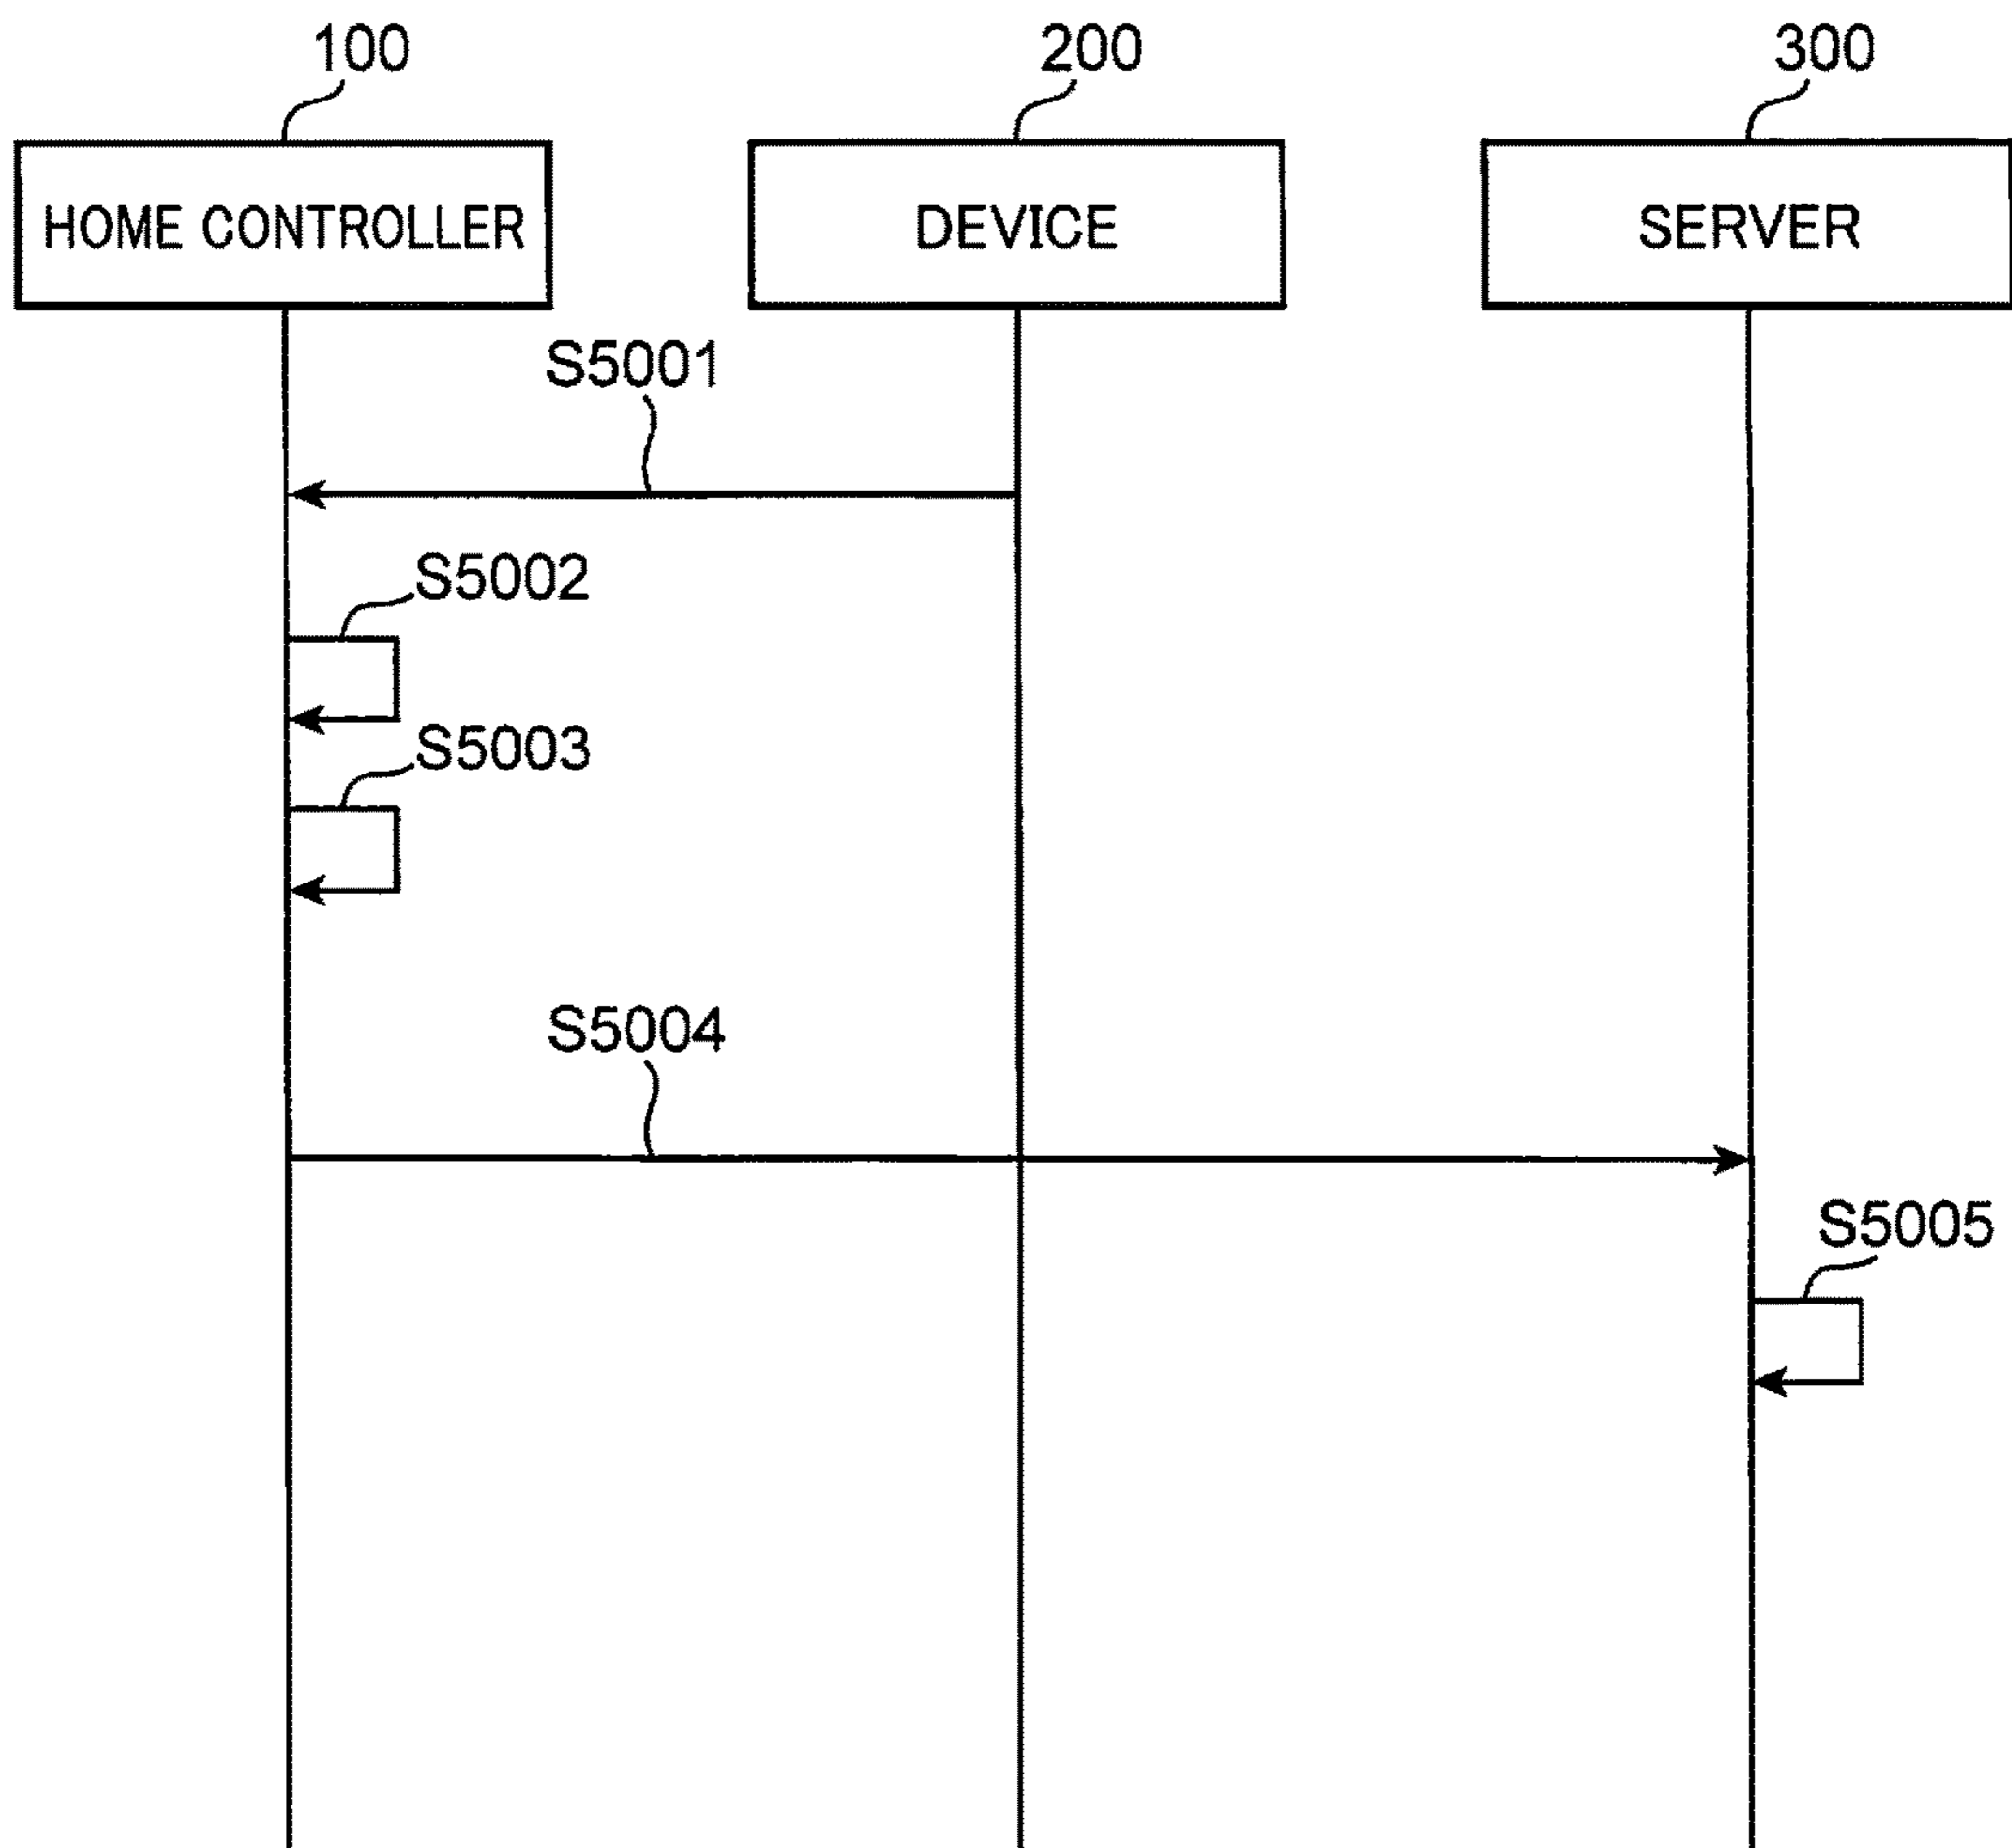 100
200
300
HOME CONTROLLER
DEVICE
SERVER
S5001
S5002
S5003
S5004
S5005